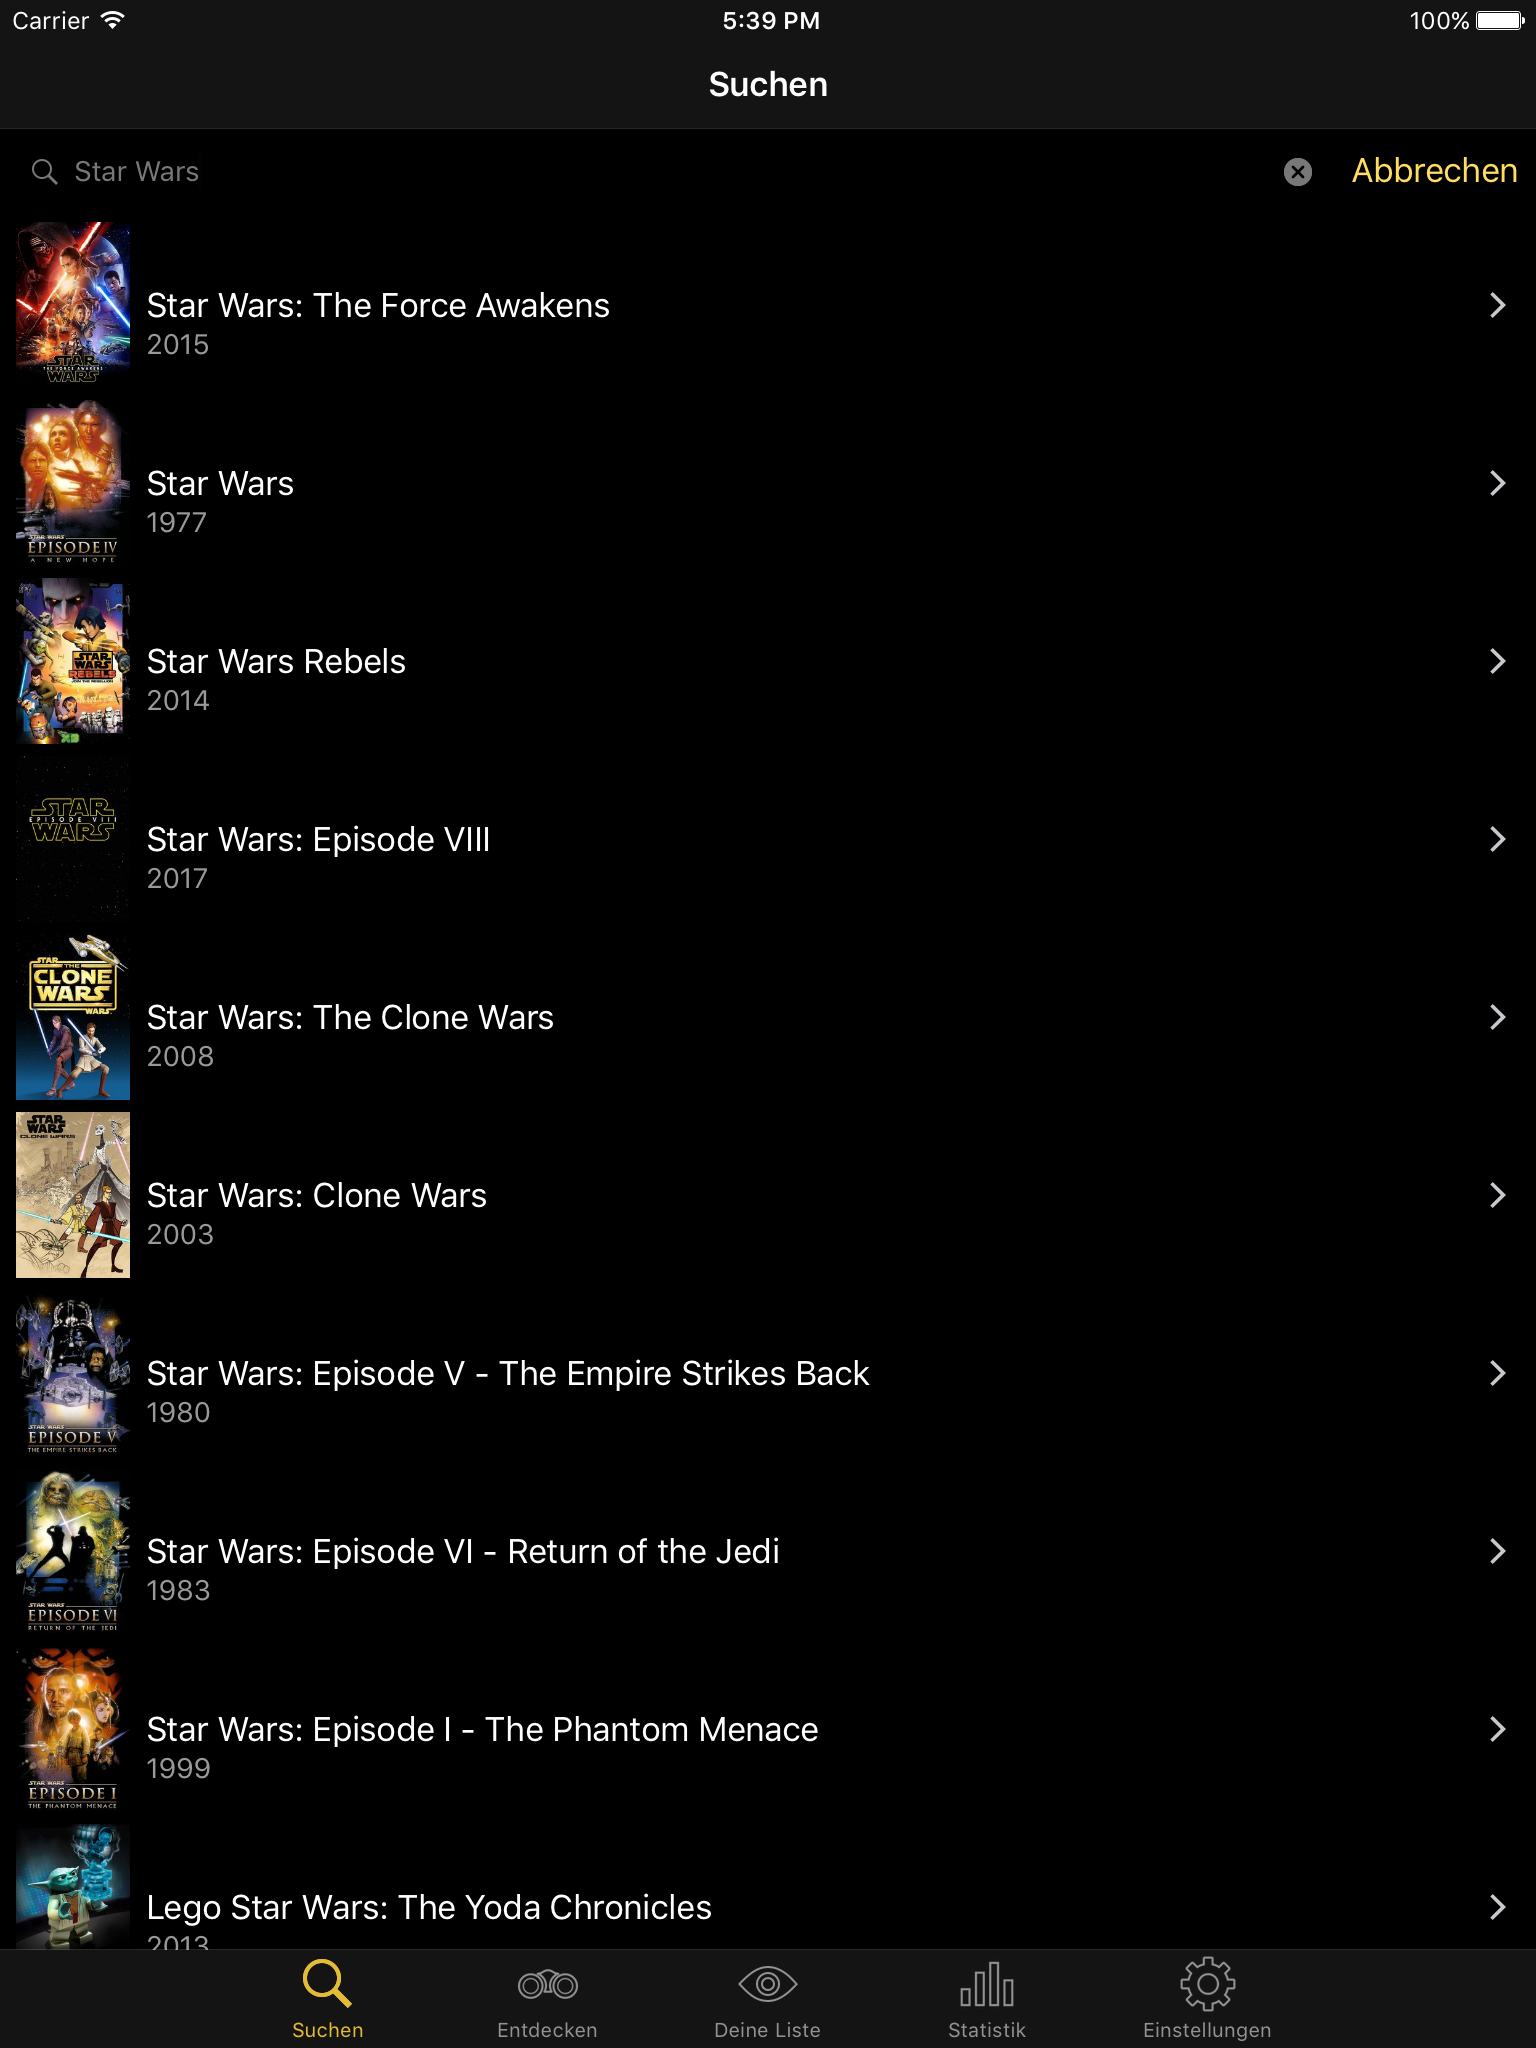 Carrier 5:39 PM 100%
Suchen
Star Wars Abbrechen
STAR
THE FORCE AWAKENS
WARS
Star Wars: The Force Awakens
2015
STAR WARS
EPISODE IV
A NEW HOPE
Star Wars
1977
STAR
WARS
REBELS
JOIN THE REBELLION
XD
Star Wars Rebels
2014
STAR
EPISODE VIII
WARS
Star Wars: Episode VIII
2017
STAR
THE
CLONE
WARS
WARS
Star Wars: The Clone Wars
2008
STAR
WARS
CLONE WARS
Star Wars: Clone Wars
2003
STAR WARS
EPISODE V
THE EMPIRE STRIKES BACK
Star Wars: Episode V - The Empire Strikes Back
1980
STAR WARS
EPISODE VI
RETURN OF THE JEDI
Star Wars: Episode VI - Return of the Jedi
1983
STAR WARS
EPISODE I
THE PHANTOM MENACE
Star Wars: Episode I - The Phantom Menace
1999
Lego Star Wars: The Yoda Chronicles
2013
Suchen Entdecken Deine Liste Statistik Einstellungen